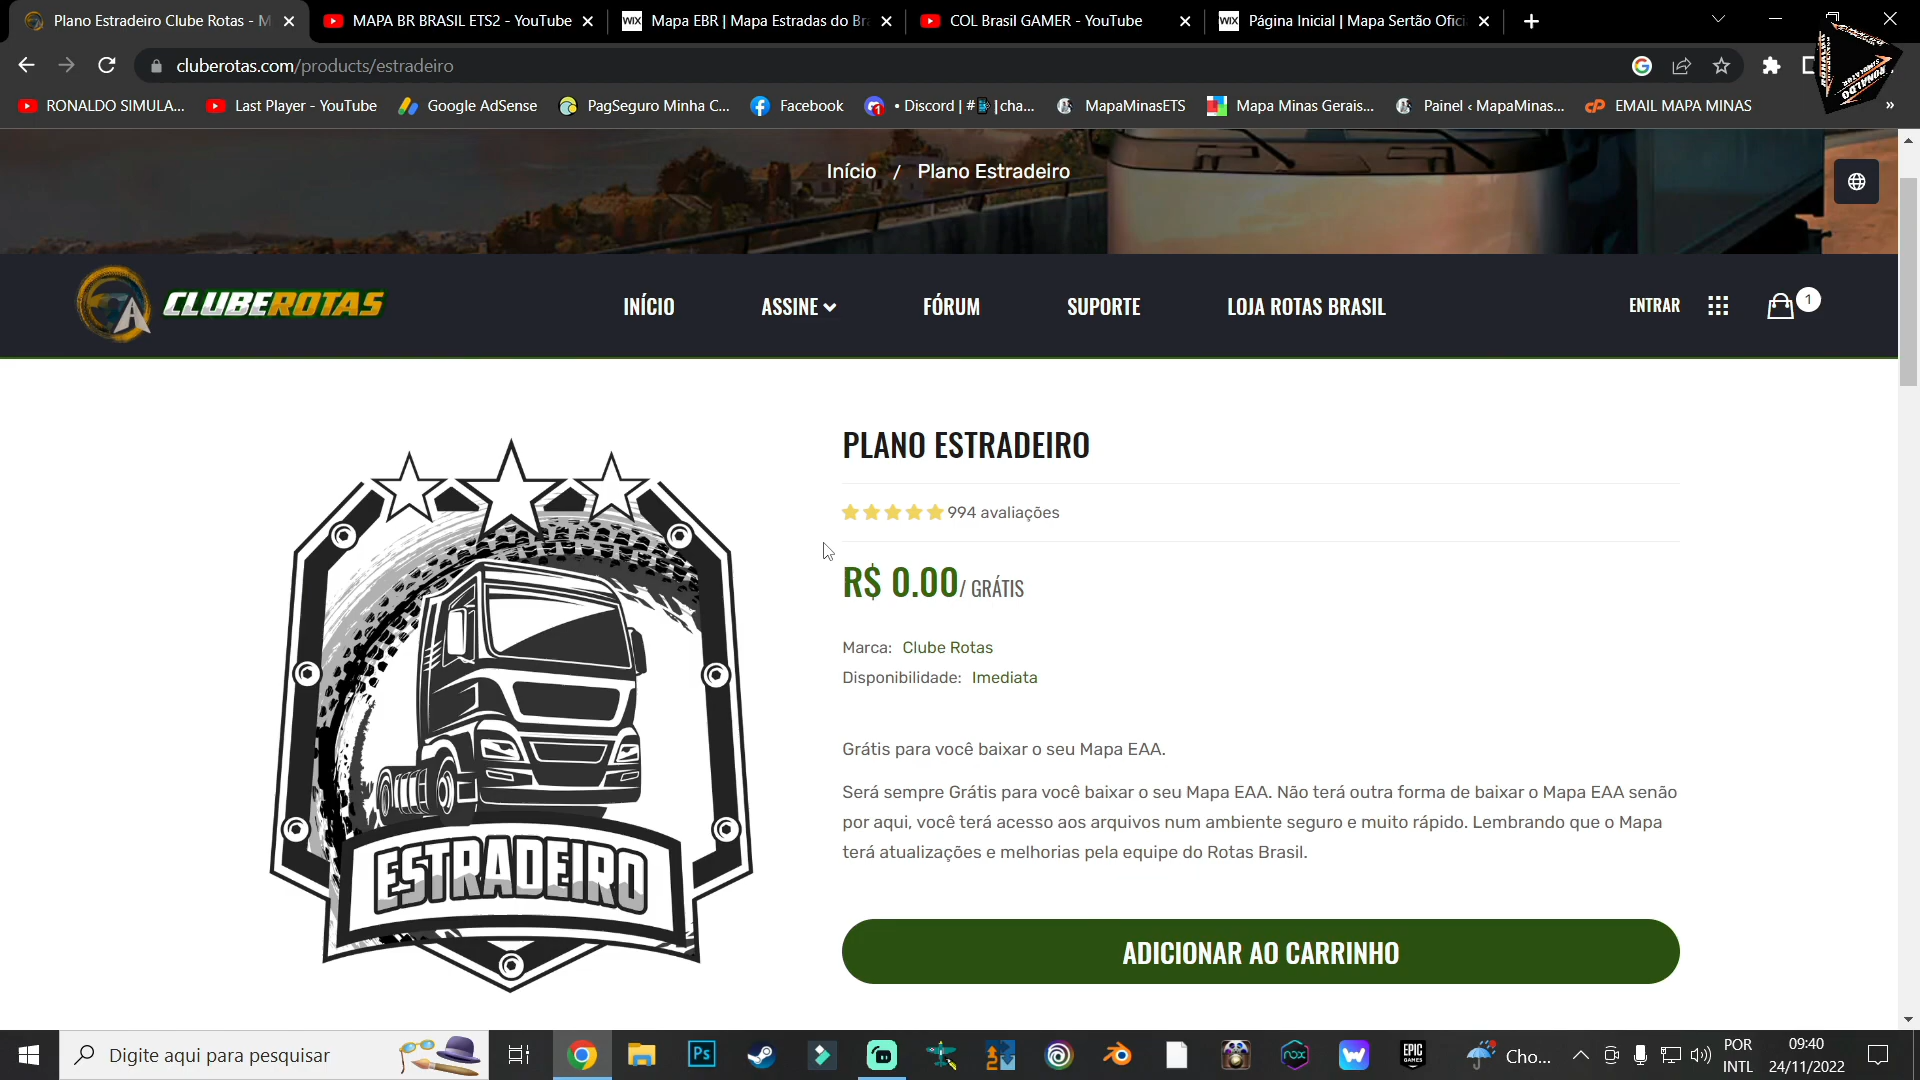 Plano Estradeiro Clube Rotas - M
MAPA BR BRASIL ETS2 - YouTube
Mapa EBR | Mapa Estradas do Bra
COL Brasil GAMER - YouTube
Página Inicial | Mapa Sertão Ofici
WIX
WIX
cluberotas.com/products/estradeiro
RONALDO SIMULA...
Last Player - YouTube
Google AdSense
PagSeguro Minha C...
Facebook
• Discord | #📱|cha...
MapaMinasETS
Mapa Minas Gerais...
Painel ‹ MapaMinas...
EMAIL MAPA MINAS
»
Início / Plano Estradeiro
CLUBEROTAS
INÍCIO
ASSINE
FÓRUM
SUPORTE
LOJA ROTAS BRASIL
ENTRAR
1
PLANO ESTRADEIRO
994 avaliações
R$ 0.00/ GRÁTIS
Marca: Clube Rotas
Disponibilidade: Imediata
Grátis para você baixar o seu Mapa EAA.
Será sempre Grátis para você baixar o seu Mapa EAA. Não terá outra forma de baixar o Mapa EAA senão
por aqui, você terá acesso aos arquivos num ambiente seguro e muito rápido. Lembrando que o Mapa
terá atualizações e melhorias pela equipe do Rotas Brasil.
ESTRADEIRO
ADICIONAR AO CARRINHO
Digite aqui para pesquisar
Ps
nox
EPIC
GAMES
Cho...
POR
INTL
09:40
24/11/2022